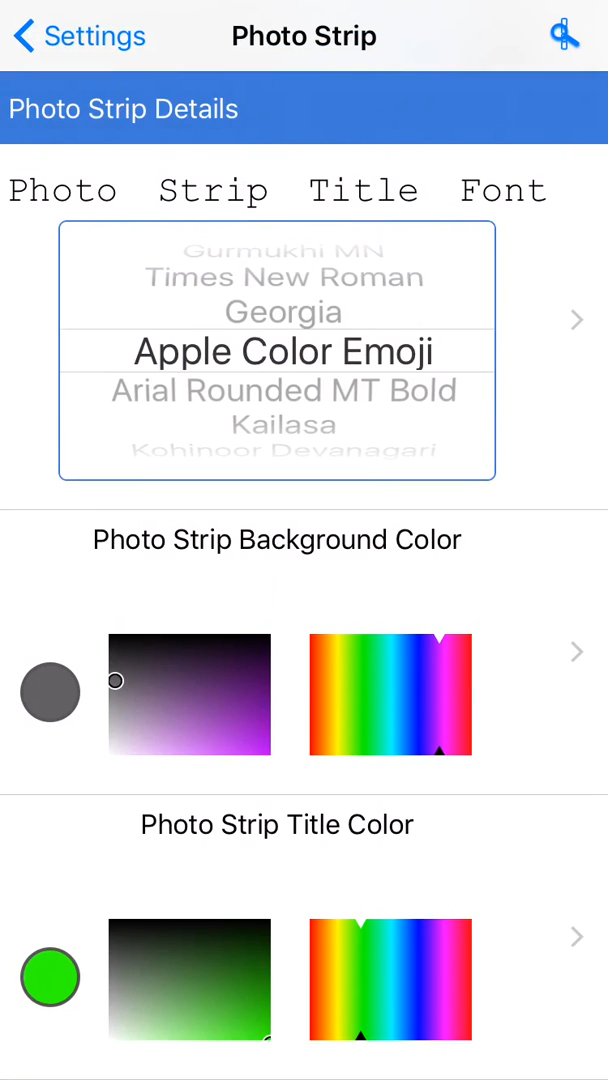 Settings
Photo Strip
Photo Strip Details
Photo Strip Title Font
Gurmukhi MN
Times New Roman
Georgia
Apple Color Emoji
Arial Rounded MT Bold
Kailasa
Kohinoor Devanagari
Photo Strip Background Color
Photo Strip Title Color